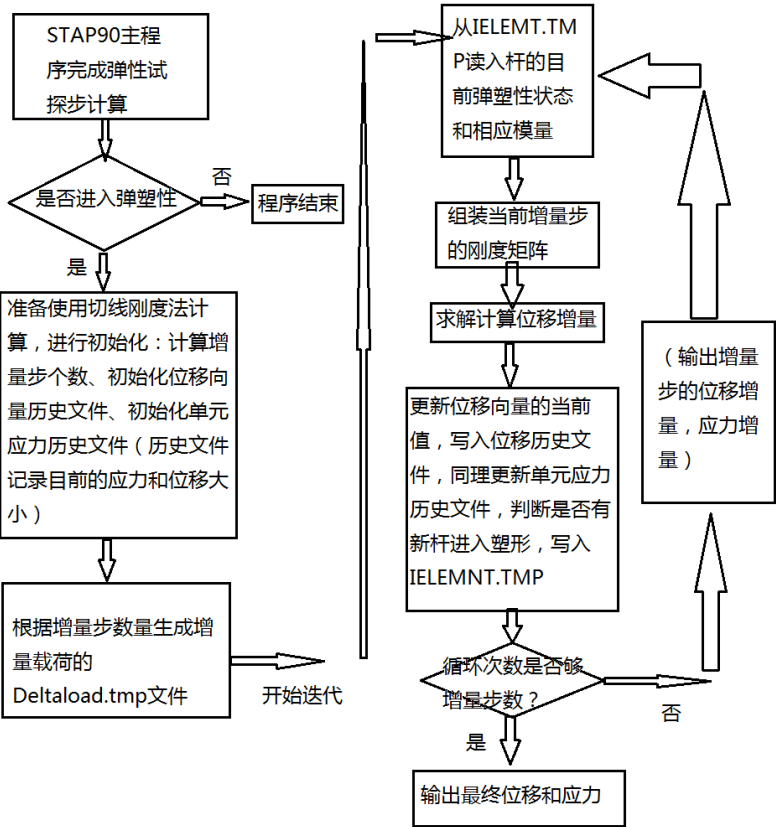 STAP90主程
序完成弹性试
探步计算
是否进入弹塑性
否
程序结束
是
准备使用切线刚度法计
算，进行初始化：计算增
量步个数、初始化位移向
量历史文件、初始化单元
应力历史文件（历史文件
记录目前的应力和位移大
小）
根据增量步数量生成增
量载荷的
Deltaload.tmp文件
开始迭代
从IELEMT.TM
P读入杆的目
前弹塑性状态
和相应模量
组装当前增量步
的刚度矩阵
求解计算位移增量
更新位移向量的当前
值，写入位移历史文
件，同理更新单元应力
历史文件，判断是否有
新杆进入塑形，写入
IELEMNT.TMP
循环次数是否够
增量步数？
否
（输出增量
步的位移增
量，应力增
量）
是
输出最终位移和应力